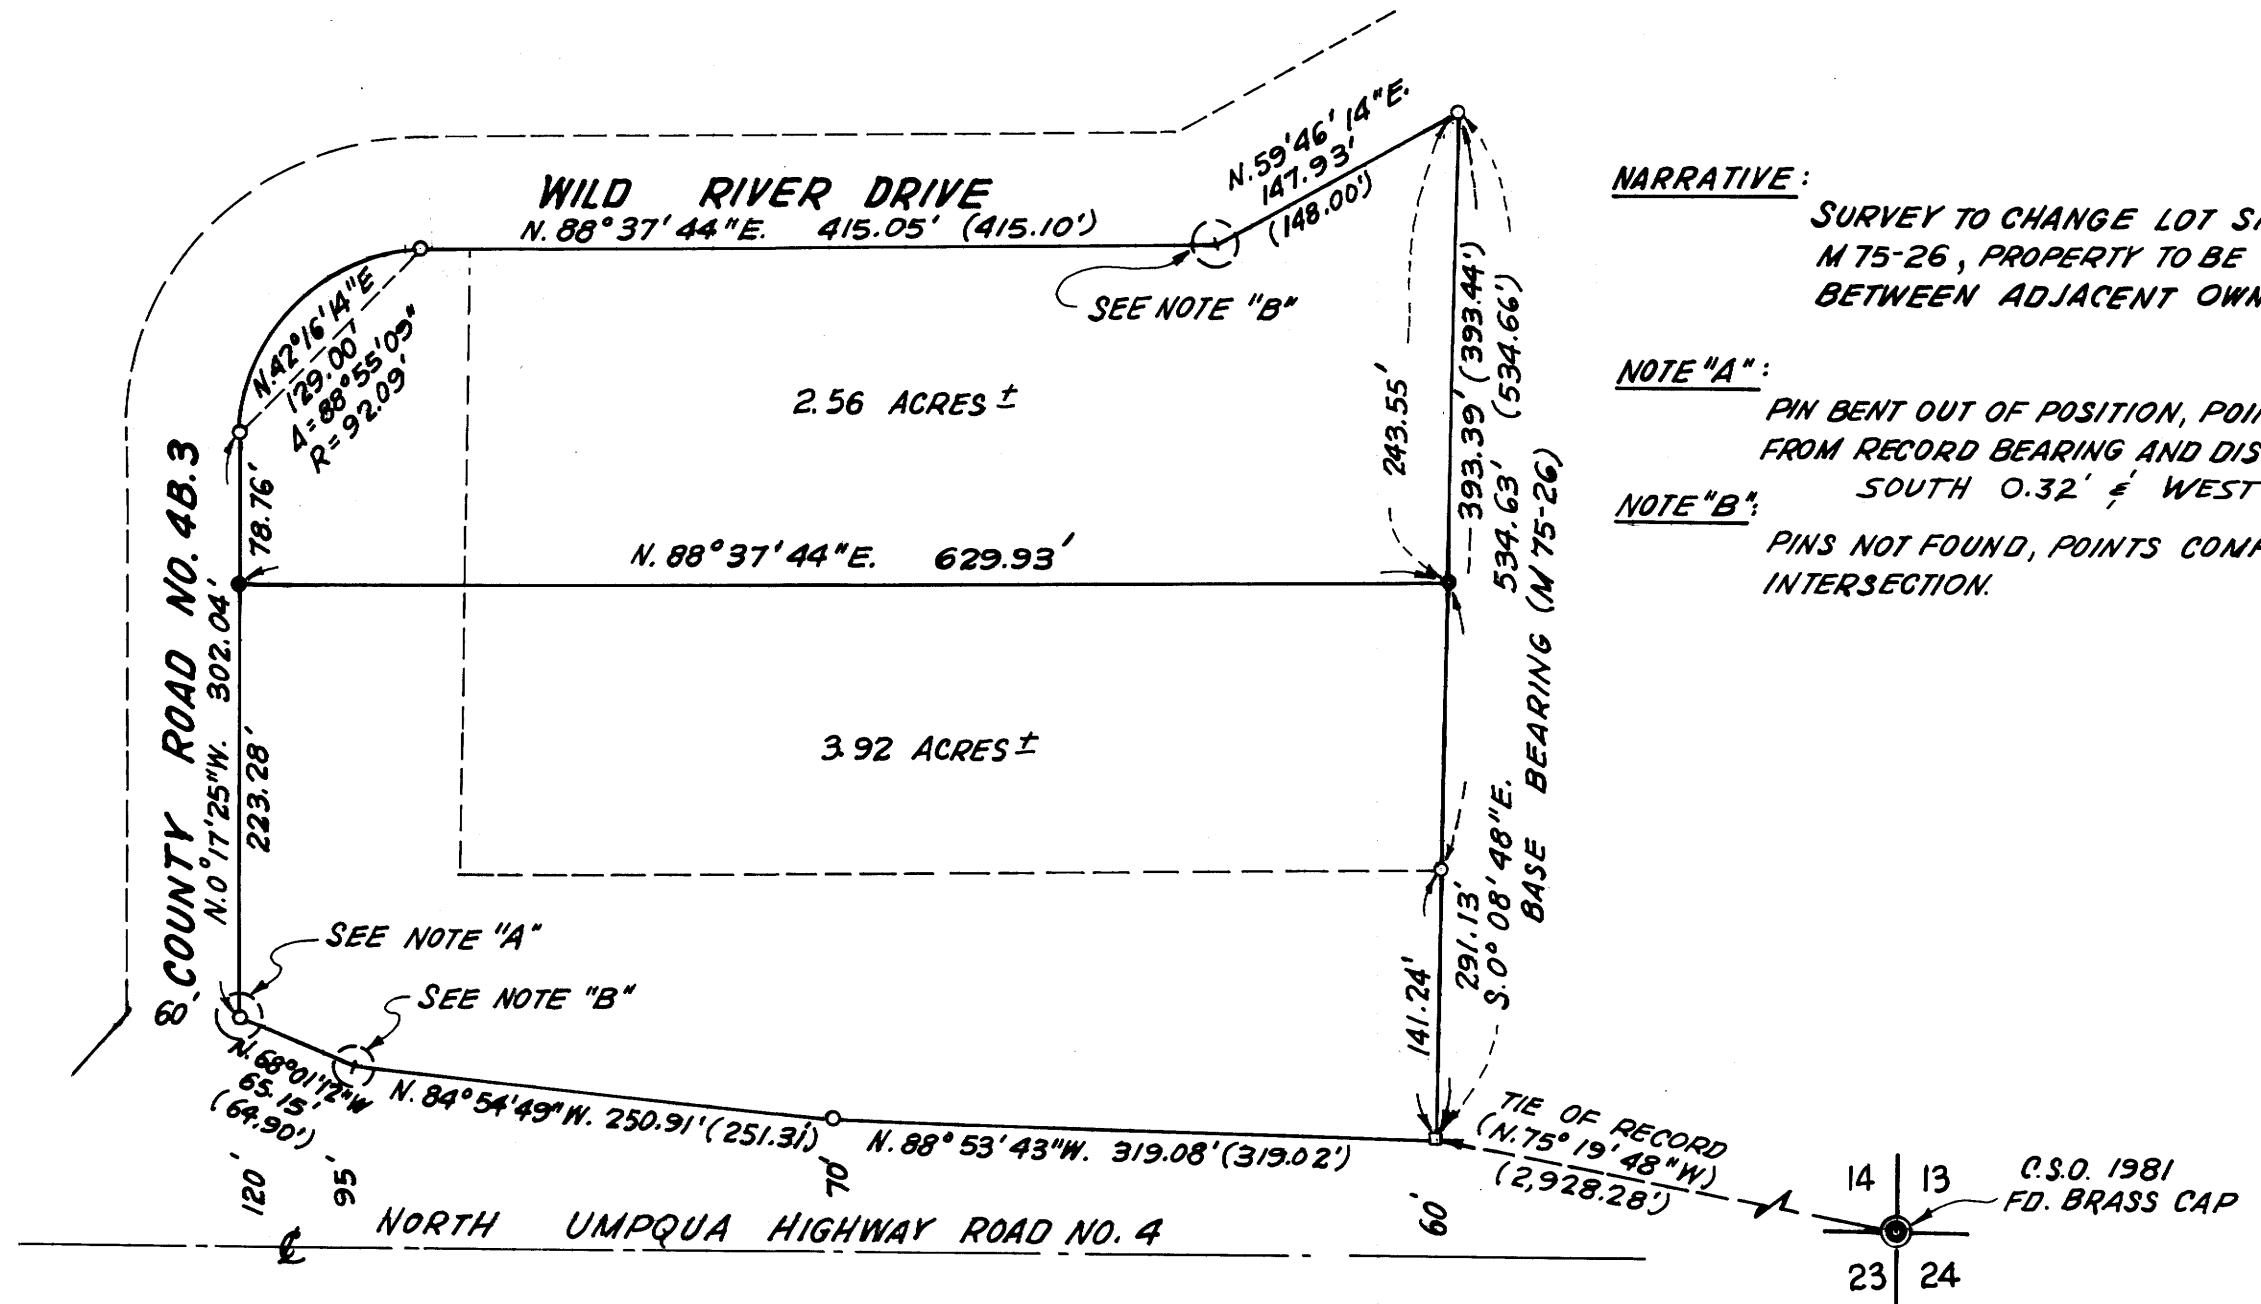 WILD RIVER DRIVE
N. 88°37'44"E. 415.05' (415.10')
N.59'46'14"E.
147.93'
(148.00')
SEE NOTE "B"
N.42°16'14"E
129.00'
Δ=88°55'09"
R=92.09'
2.56 ACRES ±
78.76'
COUNTY ROAD NO. 4B.3
N.0°17'25"W. 302.04'
223.28'
N. 88°37'44"E. 629.93'
243.55'
393.39' (393.44')
534.63' (534.66')
BASE BEARING (M 75-26)
3.92 ACRES ±
291.13'
S.0°08'48"E.
141.24'
SEE NOTE "A"
SEE NOTE "B"
60'
N.68°01'12"W
65.15'
(64.90')
N. 84°54'49"W. 250.91' (251.31)
N. 88°53'43"W. 319.08' (319.02')
120'
95'
70'
60'
℄ NORTH UMPQUA HIGHWAY ROAD NO. 4
TIE OF RECORD
(N.75°19'48"W)
(2,928.28')
14 13
23 24
C.S.O. 1981
FD. BRASS CAP
NARRATIVE:
SURVEY TO CHANGE LOT
M 75-26, PROPERTY TO BE
BETWEEN ADJACENT
NOTE "A":
PIN BENT OUT OF POSITION,
FROM RECORD BEARING AND
SOUTH 0.32' & WEST
NOTE "B":
PINS NOT FOUND, POINTS
INTERSECTION.